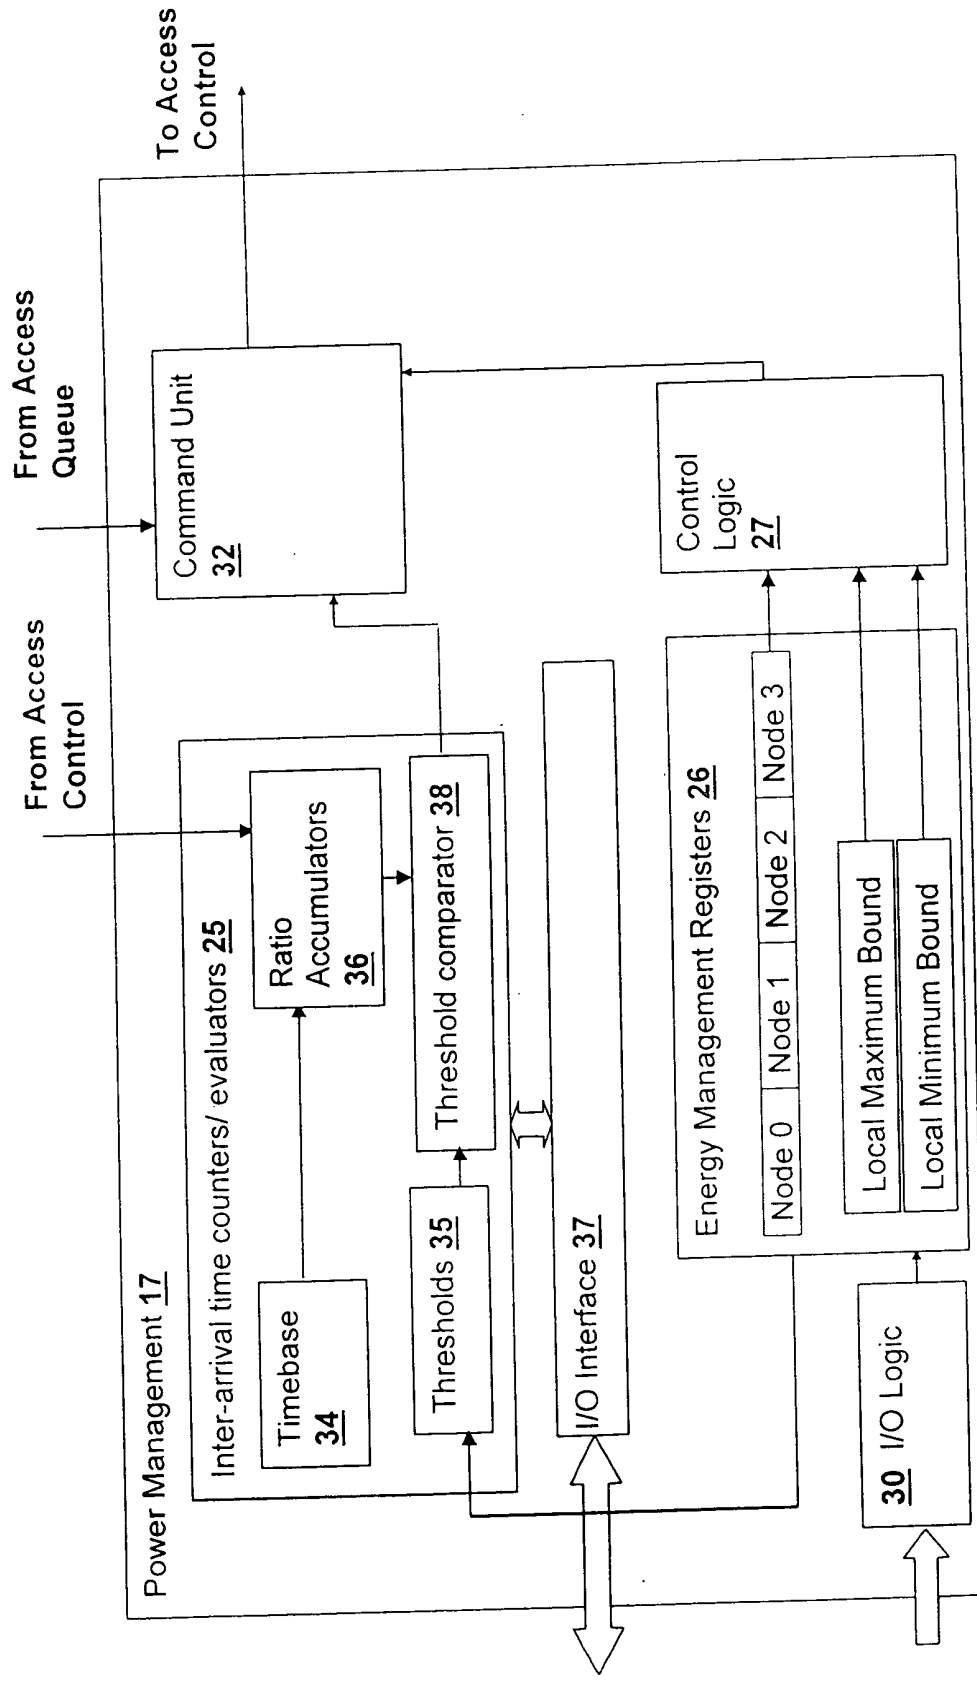 From Access
Queue
To Access
Control
From Access
Control
Power Management 17
Inter-arrival time counters/ evaluators 25
Timebase
34
Ratio
Accumulators
36
Command Unit
32
Thresholds 35
Threshold comparator 38
I/O Interface 37
Energy Management Registers 26
Node 0
Node 1
Node 2
Node 3
Control
Logic
27
Local Maximum Bound
Local Minimum Bound
30 I/O Logic